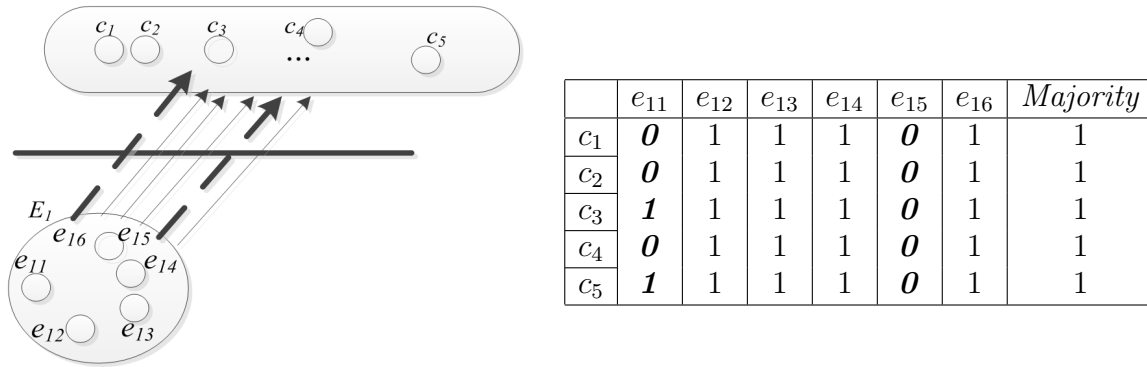 c1 c2 c3 c4 ... c5
E1
e16 e15
e11 e14
e12 e13
e11 e12 e13 e14 e15 e16 Majority
c1 0 1 1 1 0 1 1
c2 0 1 1 1 0 1 1
c3 1 1 1 1 0 1 1
c4 0 1 1 1 0 1 1
c5 1 1 1 1 0 1 1